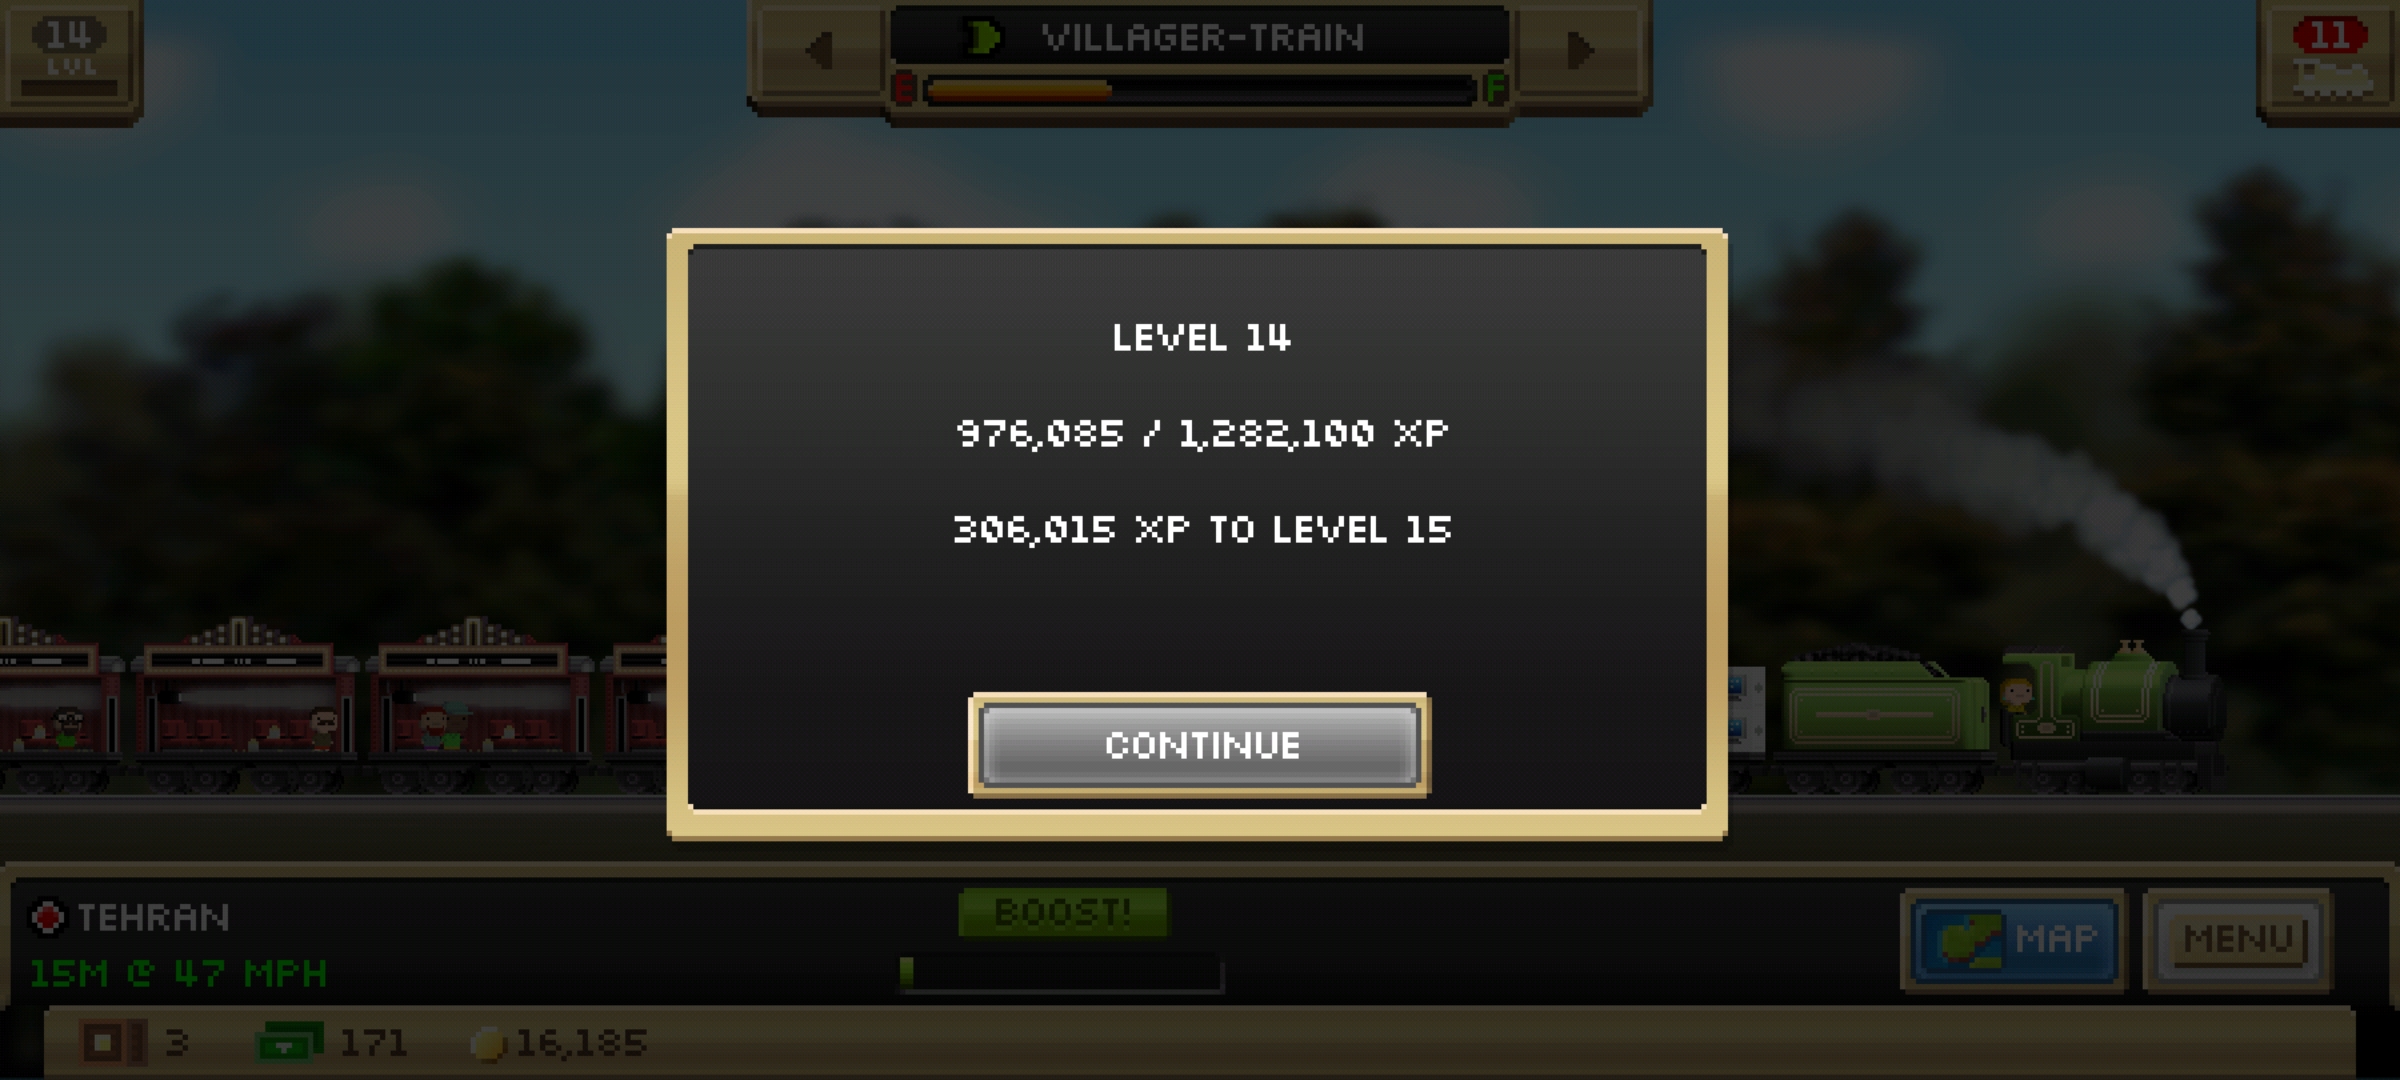 14
LVL
VILLAGER-TRAIN
E F
11
LEVEL 14
976,085 / 1,282,100 XP
306,015 XP TO LEVEL 15
CONTINUE
TEHRAN
15M @ 47 MPH
BOOST!
MAP
MENU
3 171 16,185